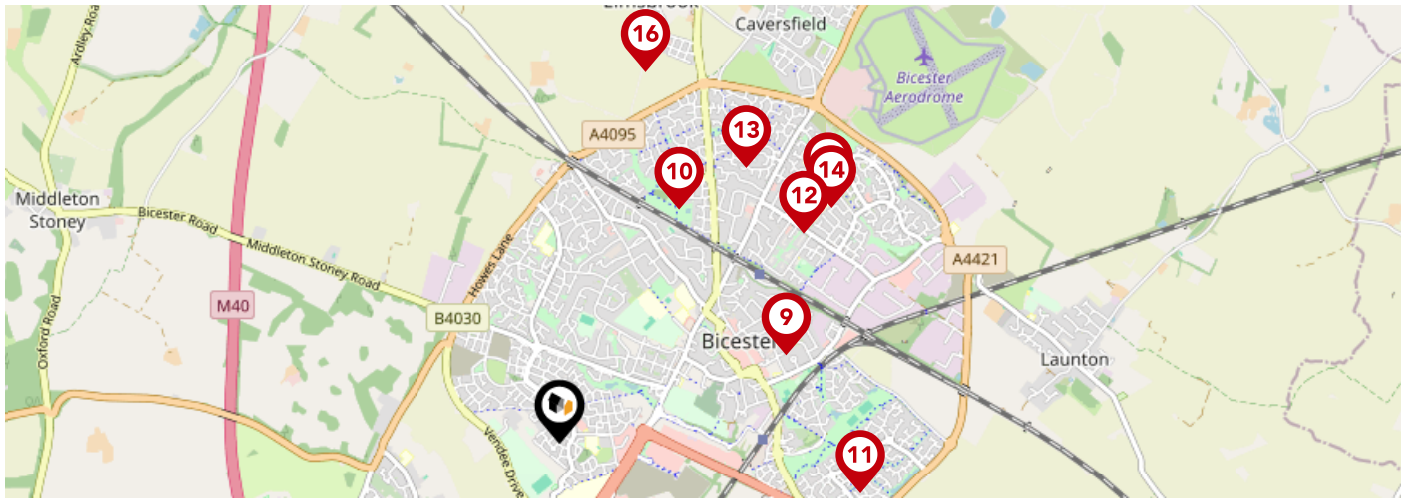 Elmsbrook
Caversfield
16
Ardley Road
Bicester
Aerodrome
A4095
13
10
14
12
Middleton
Stoney
Bicester Road
Middleton Stoney Road
Howes Lane
A4421
M40
B4030
Oxford Road
9
Bicester
Launton
Vendee Drive
11